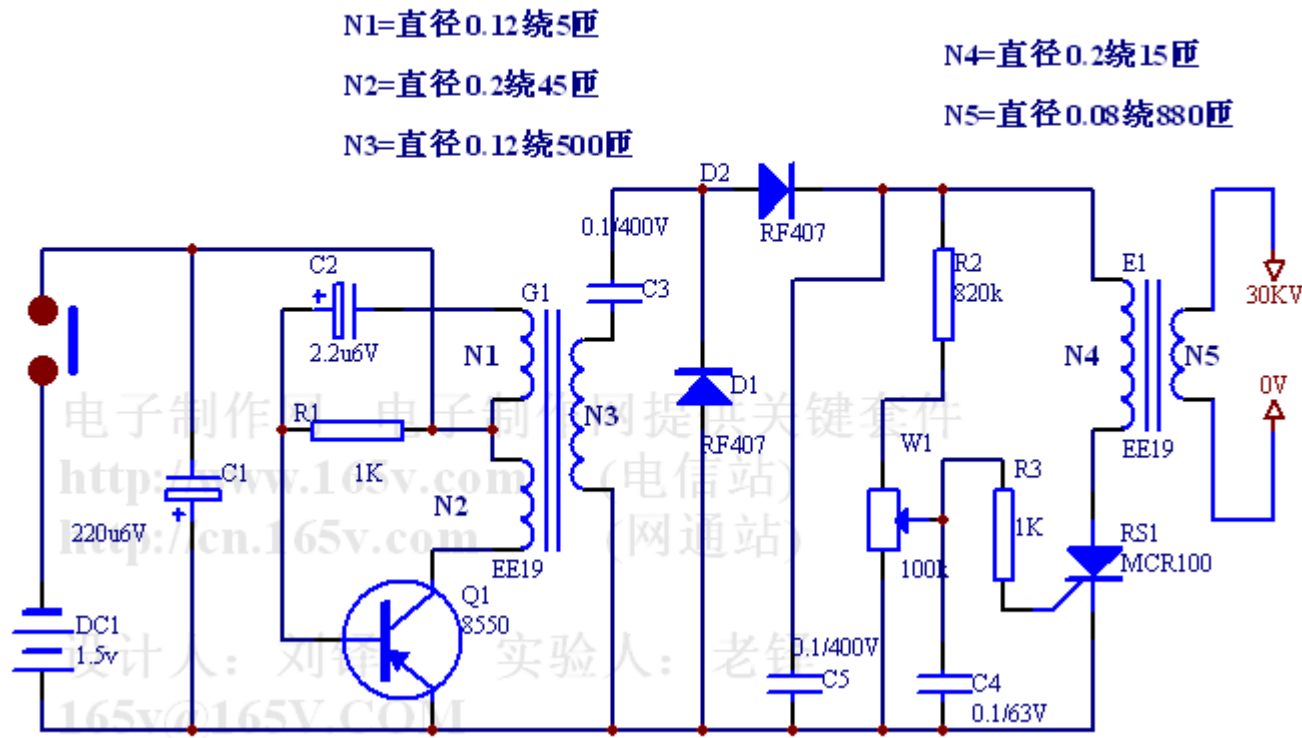 N1=直径0.12绕5匝
N2=直径0.2绕45匝
N3=直径0.12绕500匝
N4=直径0.2绕15匝
N5=直径0.08绕880匝
D2
RF407
0.1/400V
C3
C2
2.2u6V
G1
N1
N3
R1
1K
N2
EE19
C1
220u6V
DC1
1.5v
Q1
8550
D1
RF407
R2
820k
W1
100k
R3
1K
0.1/400V
C5
C4
0.1/63V
E1
N4
N5
EE19
RS1
MCR100
30KV
0V
电子制作网 电子制作网提供关键套件
http://www.165v.com (电信站)
http://cn.165v.com (网通站)
设计人：刘铎 实验人：老铎
165v@165V.COM